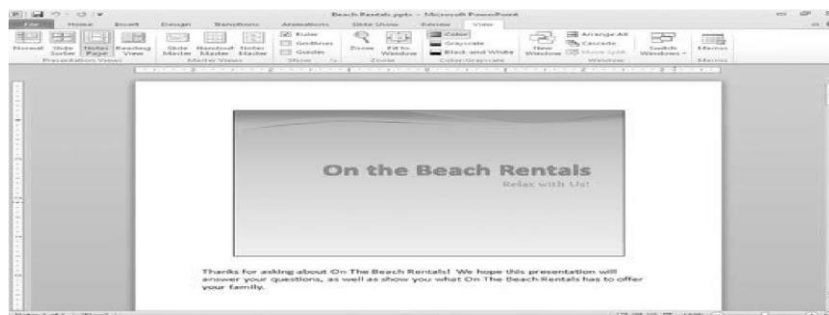 Beach Rentals.pptx - Microsoft PowerPoint
File Home Insert Design Transitions Animations Slide Show Review View
Normal Slide Sorter Notes Page Reading View
Presentation Views
Slide Master Handout Master Notes Master
Master Views
Ruler
Gridlines
Guides
Show
Zoom Fit to Window
Zoom
Color
Grayscale
Black and White
Color/Grayscale
New Window
Arrange All
Cascade
Move Split
Window
Switch Windows
Macros
Macros
On the Beach Rentals
Relax with Us!
Thanks for asking about On The Beach Rentals! We hope this presentation will
answer your questions, as well as show you what On The Beach Rentals has to offer
your family.